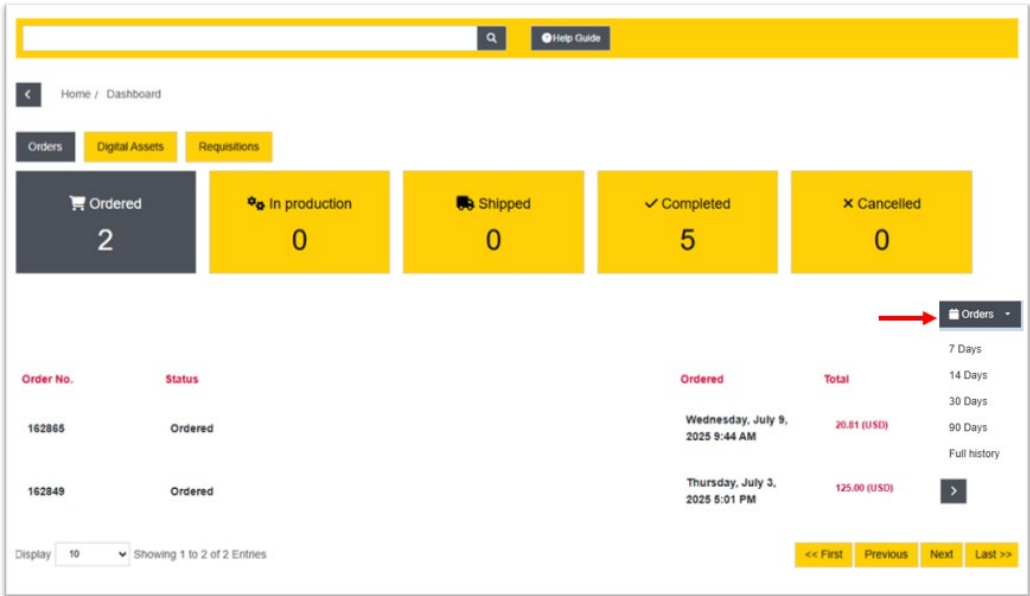 Help Guide
Home / Dashboard
Orders Digital Assets Requisitions
Ordered In production Shipped Completed Cancelled
2 0 0 5 0
Orders
7 Days
14 Days
30 Days
90 Days
Full history
Order No. Status Ordered Total
162865 Ordered Wednesday, July 9, 2025 9:44 AM 20.81 (USD)
162849 Ordered Thursday, July 3, 2025 5:01 PM 125.00 (USD)
Display 10 Showing 1 to 2 of 2 Entries
<< First Previous Next Last >>